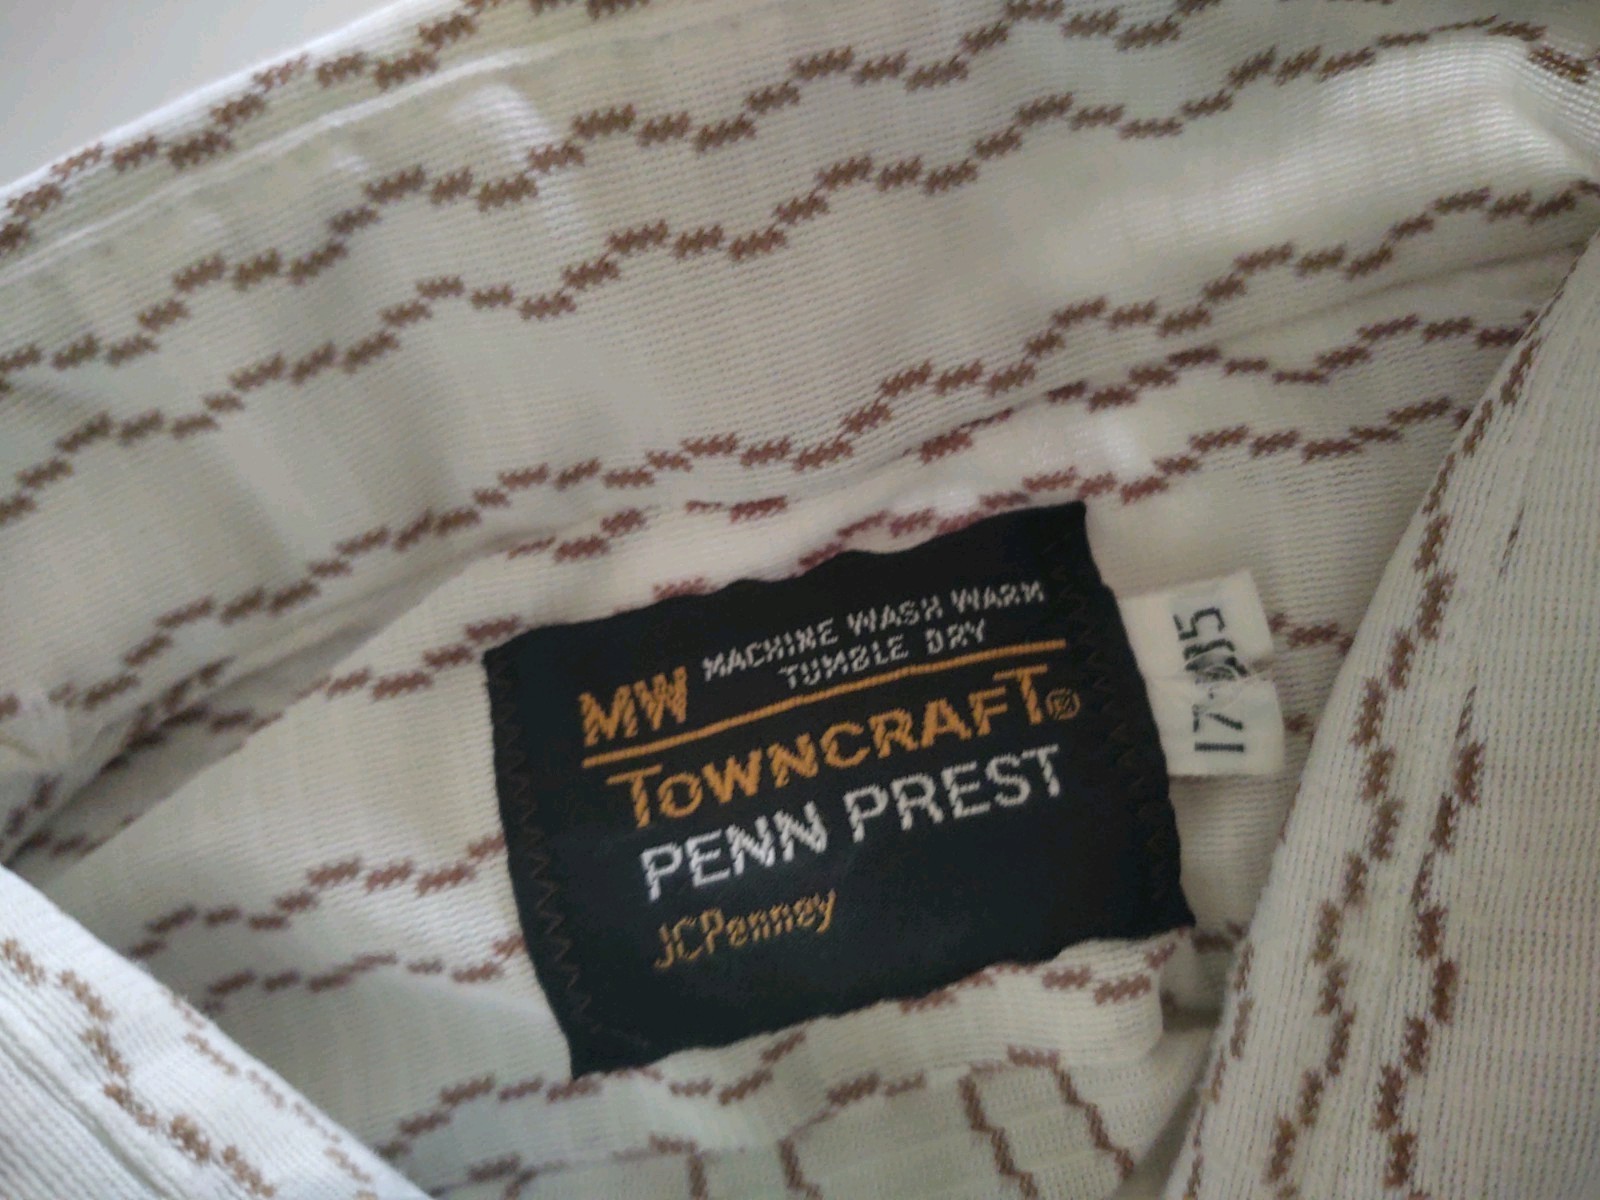 MACHINE WASH WARM
TUMBLE DRY
MW
TOWNCRAFT®
PENN PREST
JCPenney